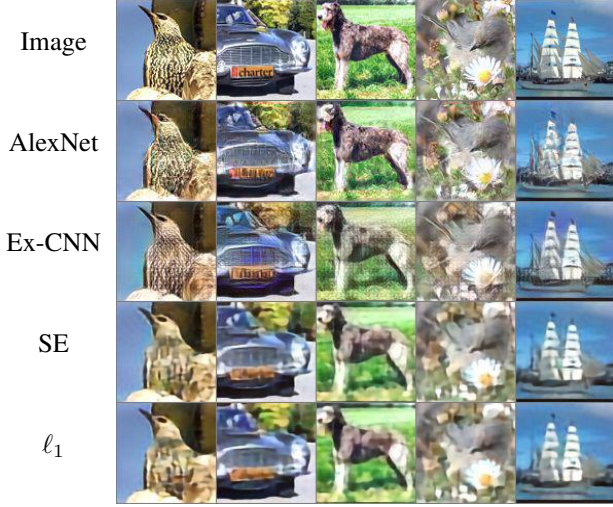 Image
charter
AlexNet
Ex-CNN
SE
ℓ1